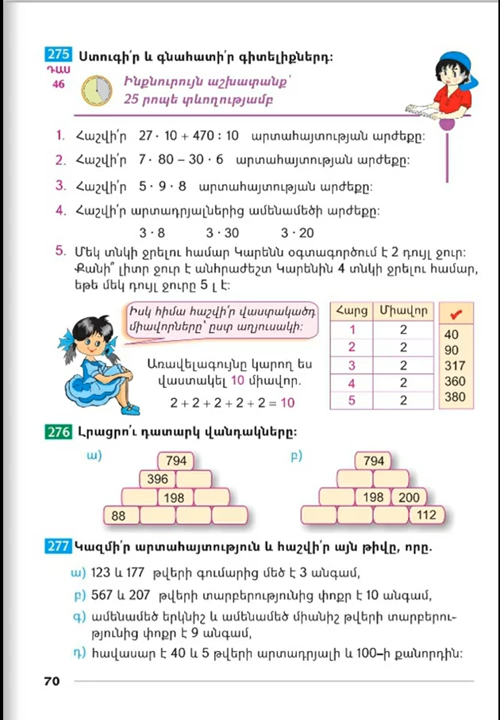 275 Ստուգի՛ր և գնահատի՛ր գիտելիքներդ:
ԴԱՍ
46
Ինքնուրույն աշխատանք՝
25 րոպե տևողությամբ
1. Հաշվի՛ր 27 · 10 + 470 : 10 արտահայտության արժեքը:
2. Հաշվի՛ր 7 · 80 – 30 · 6 արտահայտության արժեքը:
3. Հաշվի՛ր 5 · 9 · 8 արտահայտության արժեքը:
4. Հաշվի՛ր արտադրյալներից ամենամեծի արժեքը:
3 · 8 3 · 30 3 · 20
5. Մեկ տնկի ջրելու համար Կարենն օգտագործում է 2 դույլ ջուր:
Քանի՞ լիտր ջուր է անհրաժեշտ Կարենին 4 տնկի ջրելու համար,
եթե մեկ դույլ ջուրը 5 լ է:
Իսկ հիմա հաշվի՛ր վաստակածդ
միավորները՝ ըստ աղյուսակի:
Առավելագույնը կարող ես
վաստակել 10 միավոր.
2 + 2 + 2 + 2 + 2 = 10
Հարց Միավոր ✓
1 2 40
2 2 90
3 2 317
4 2 360
5 2 380
276 Լրացրո՛ւ դատարկ վանդակները:
ա)
794
396
198
88
բ)
794
198 200
112
277 Կազմի՛ր արտահայտություն և հաշվի՛ր այն թիվը, որը.
ա) 123 և 177 թվերի գումարից մեծ է 3 անգամ,
բ) 567 և 207 թվերի տարբերությունից փոքր է 10 անգամ,
գ) ամենամեծ երկնիշ և ամենամեծ միանիշ թվերի տարբերու-
թյունից փոքր է 9 անգամ,
դ) հավասար է 40 և 5 թվերի արտադրյալի և 100–ի քանորդին:
70